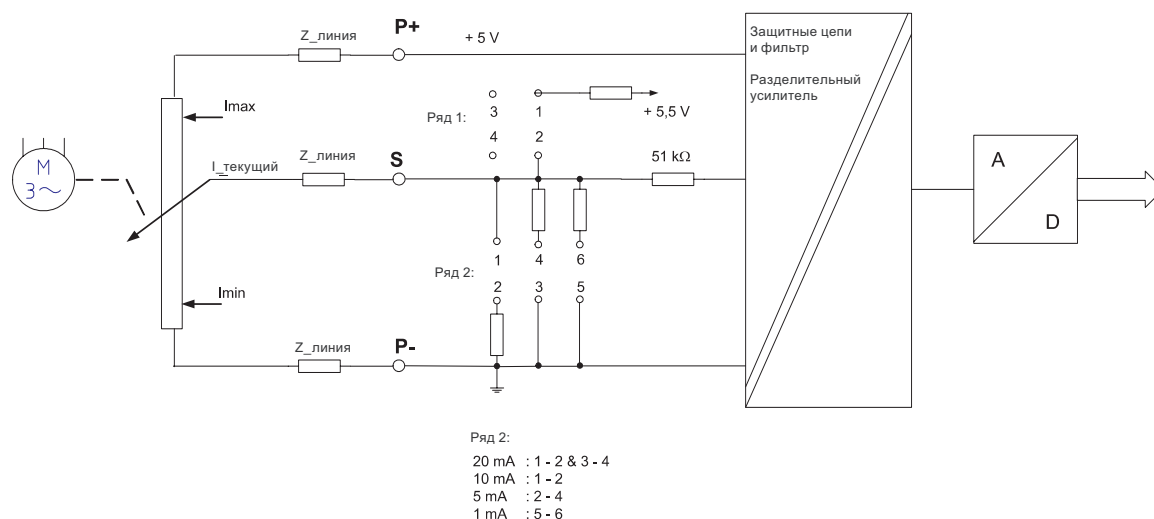 Z_линия
P+
+ 5 V
Защитные цепи
и фильтр
Разделительный
усилитель
Imax
3
1
Ряд 1:
+ 5,5 V
4
2
M
3~
I_текущий
Z_линия
S
51 kΩ
A
D
1
4
6
Ряд 2:
2
3
5
Imin
Z_линия
P-
Ряд 2:
20 mA : 1 - 2 & 3 - 4
10 mA : 1 - 2
5 mA : 2 - 4
1 mA : 5 - 6